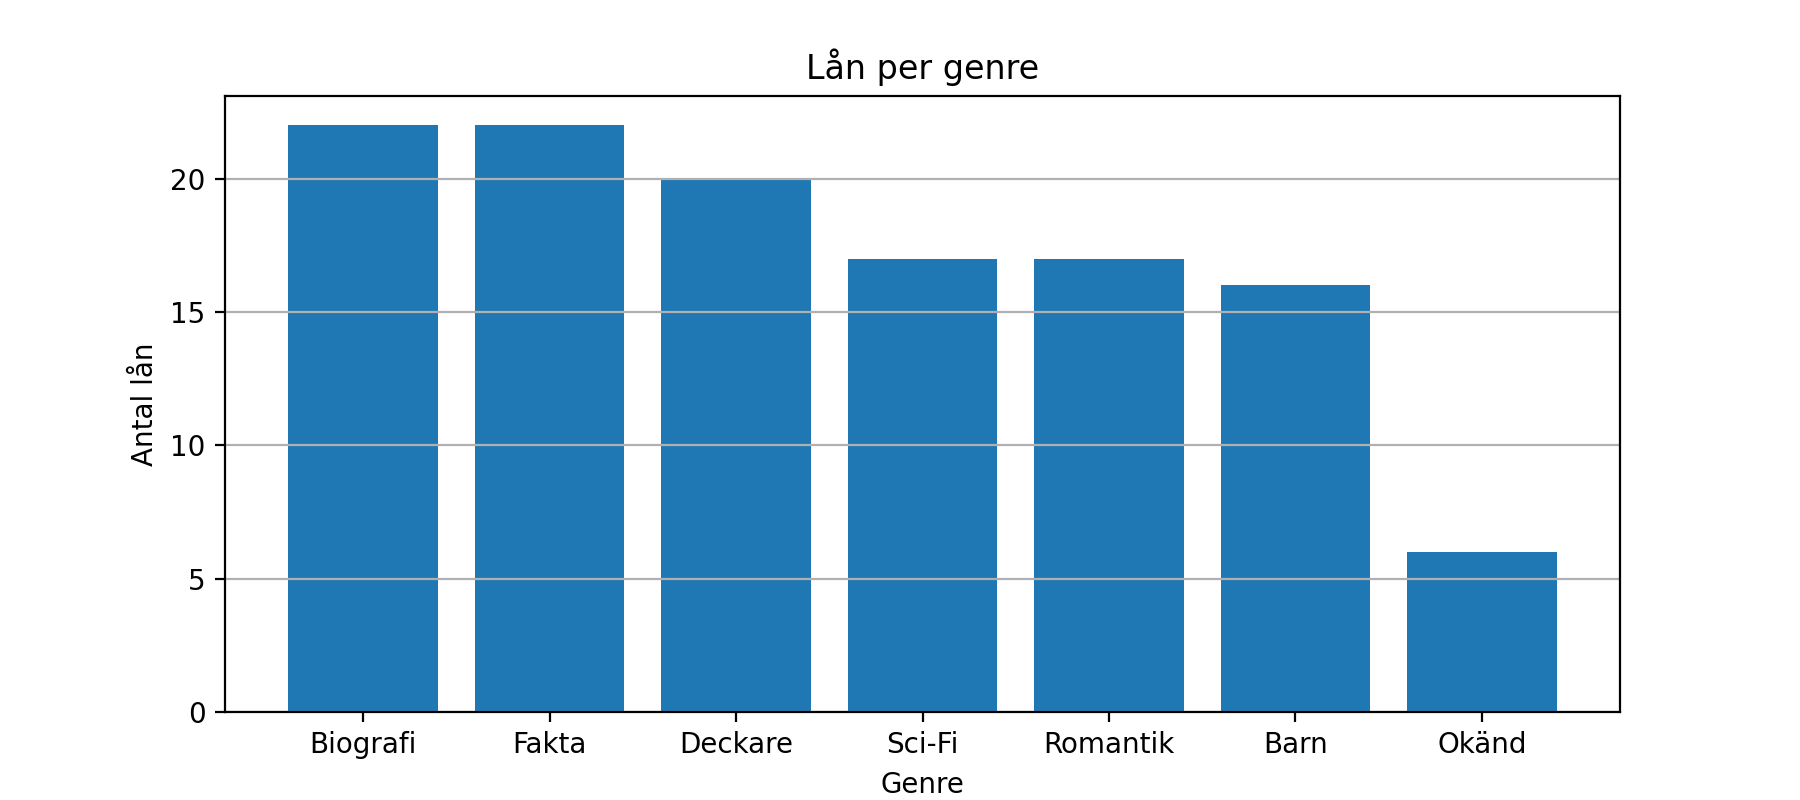 Lån per genre
Antal lån
20
15
10
5
0
Biografi Fakta Deckare Sci-Fi Romantik Barn Okänd
Genre